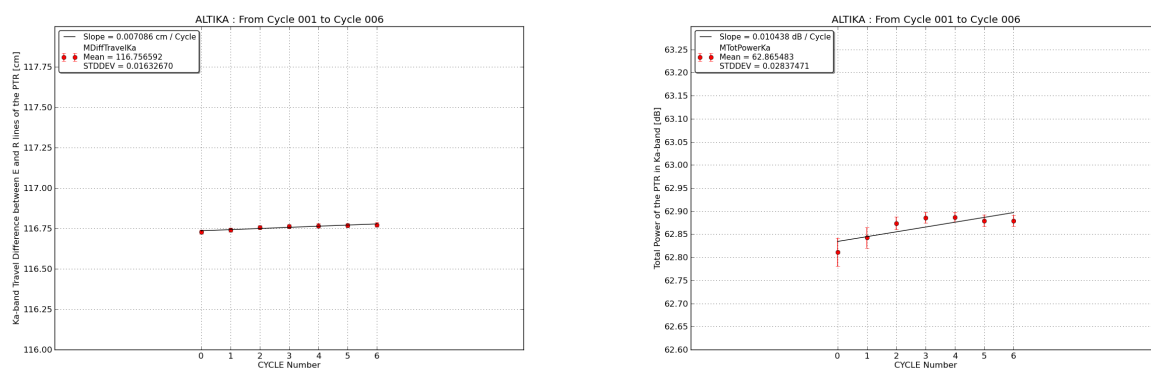 ALTIKA : From Cycle 001 to Cycle 006
Slope = 0.007086 cm / Cycle
MDiffTravelKa
Mean = 116.756592
STDDEV = 0.01632670
Ka-band Travel Difference between E and R lines of the PTR [cm]
117.75
117.50
117.25
117.00
116.75
116.50
116.25
116.00
0 1 2 3 4 5 6
CYCLE Number
ALTIKA : From Cycle 001 to Cycle 006
Slope = 0.010438 dB / Cycle
MTotPowerKa
Mean = 62.865483
STDDEV = 0.02837471
Total Power of the PTR in Ka-band [dB]
63.25
63.20
63.15
63.10
63.05
63.00
62.95
62.90
62.85
62.80
62.75
62.70
62.65
62.60
0 1 2 3 4 5 6
CYCLE Number